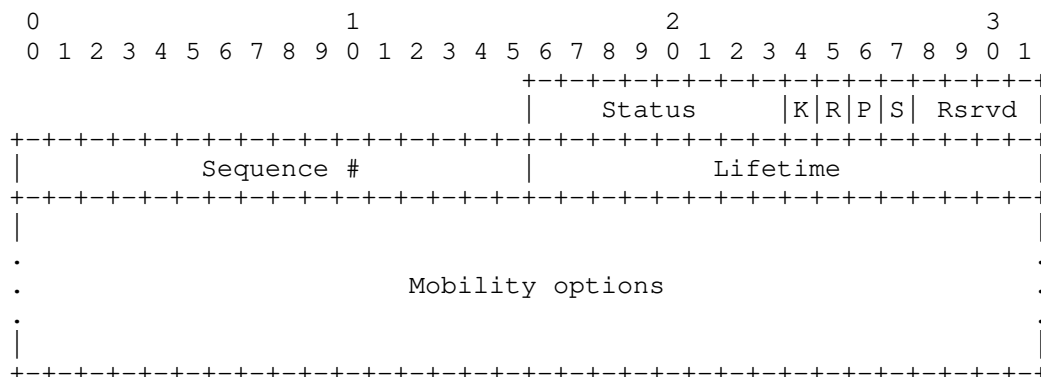 0                   1                   2                   3
 0 1 2 3 4 5 6 7 8 9 0 1 2 3 4 5 6 7 8 9 0 1 2 3 4 5 6 7 8 9 0 1
                                +-+-+-+-+-+-+-+-+-+-+-+-+-+-+-+-+
                                |    Status     |K|R|P|S| Rsrvd |
+-+-+-+-+-+-+-+-+-+-+-+-+-+-+-+-+-+-+-+-+-+-+-+-+-+-+-+-+-+-+-+-+
|           Sequence #          |           Lifetime            |
+-+-+-+-+-+-+-+-+-+-+-+-+-+-+-+-+-+-+-+-+-+-+-+-+-+-+-+-+-+-+-+-+
|                                                               |
.                                                               .
.                        Mobility options                       .
.                                                               .
|                                                               |
+-+-+-+-+-+-+-+-+-+-+-+-+-+-+-+-+-+-+-+-+-+-+-+-+-+-+-+-+-+-+-+-+